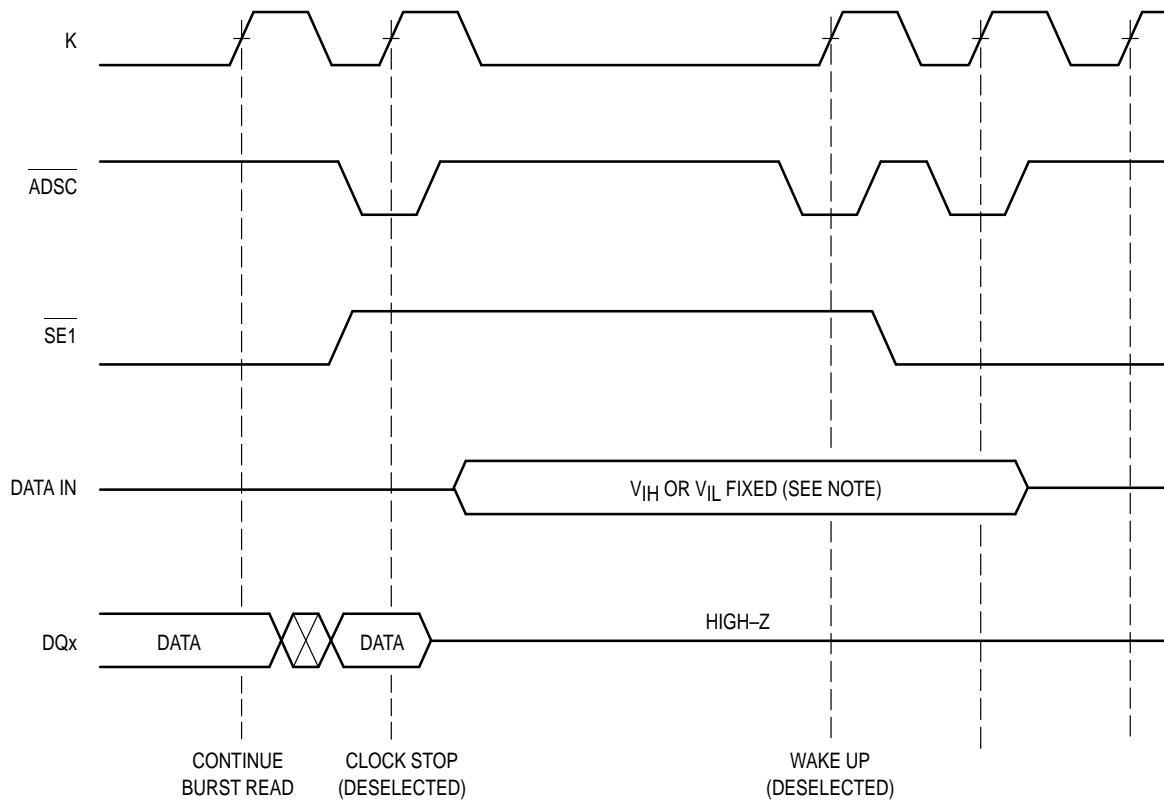 K
ADSC
SE1
DATA IN
VIH OR VIL FIXED (SEE NOTE)
DQx
DATA
DATA
HIGH–Z
CONTINUE
BURST READ
CLOCK STOP
(DESELECTED)
WAKE UP
(DESELECTED)